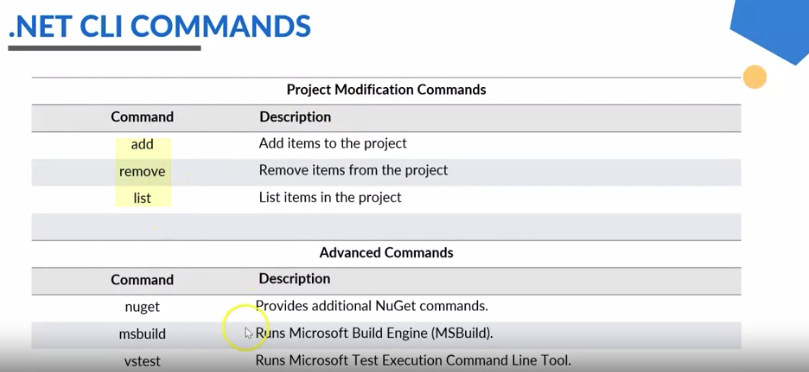 .NET CLI COMMANDS
Project Modification Commands
Command Description
add Add items to the project
remove Remove items from the project
list List items in the project
Advanced Commands
Command Description
nuget Provides additional NuGet commands.
msbuild Runs Microsoft Build Engine (MSBuild).
vstest Runs Microsoft Test Execution Command Line Tool.